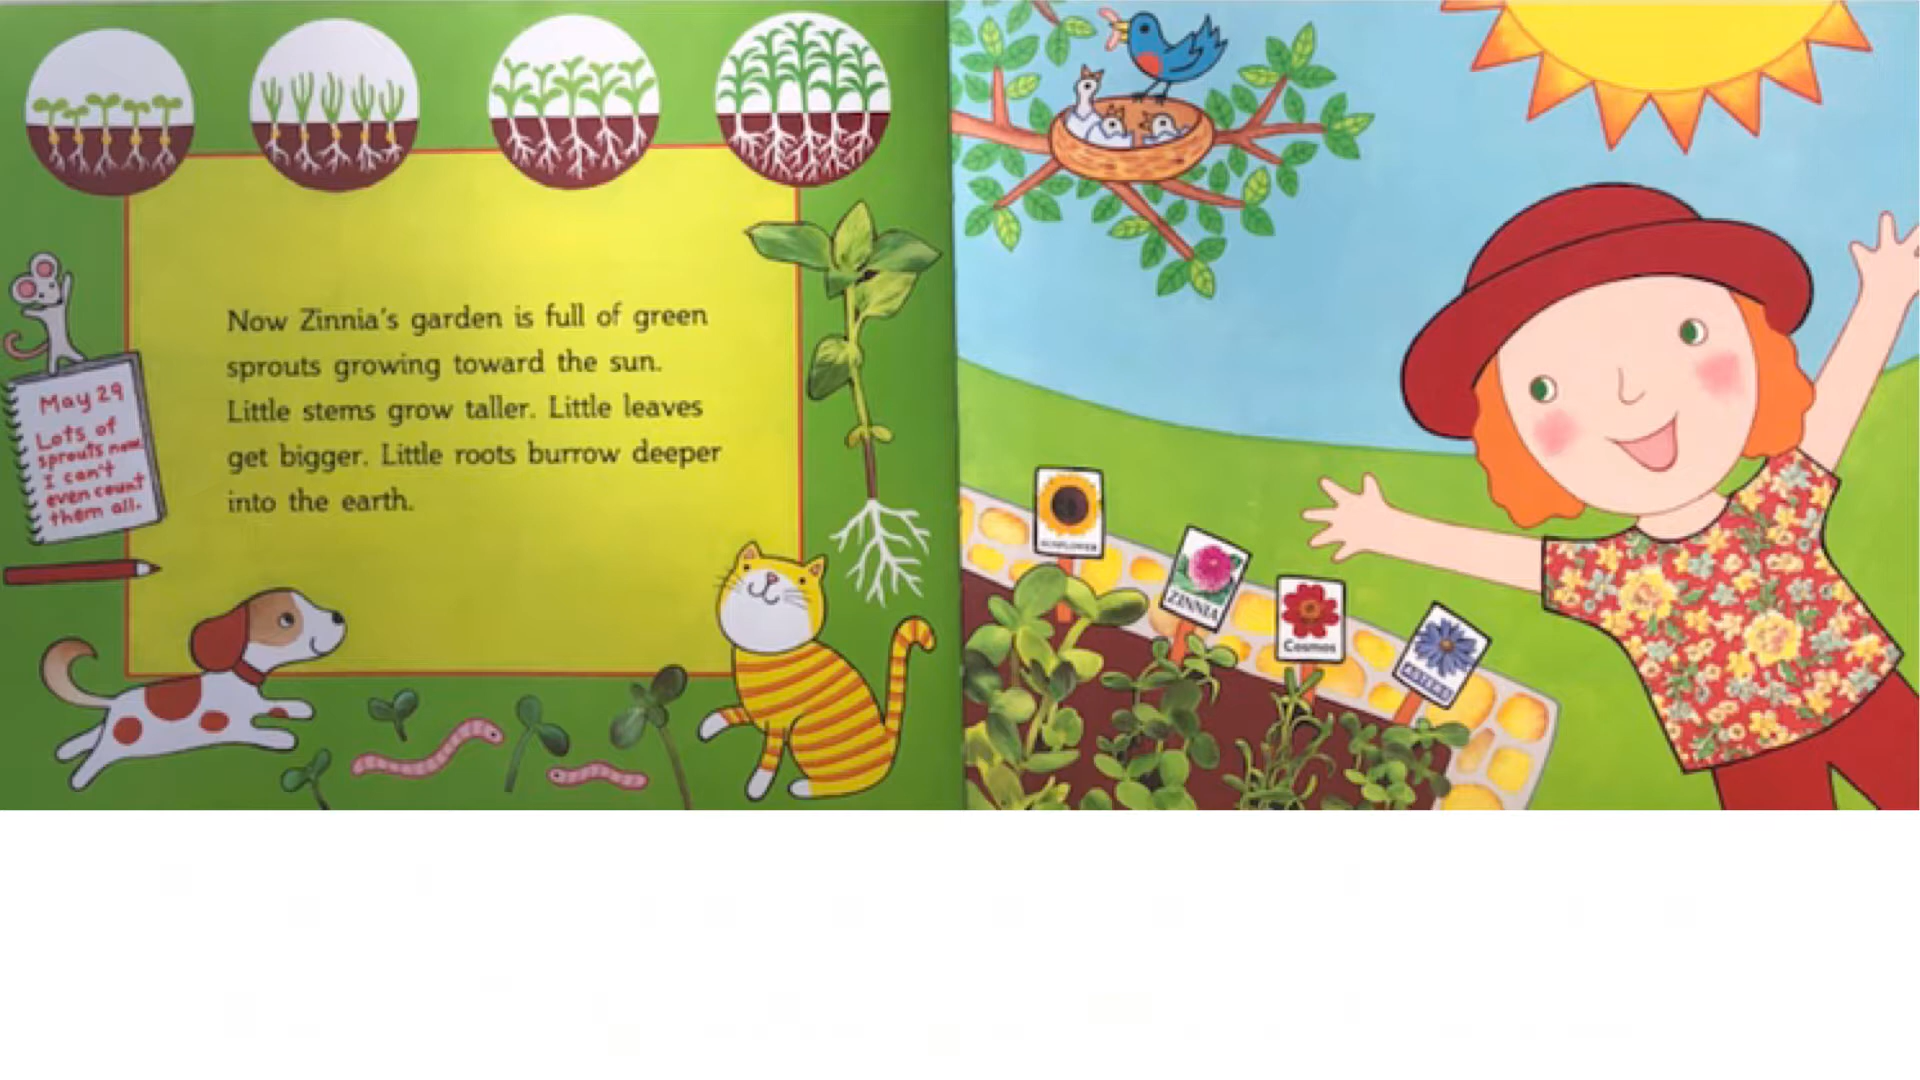 Now Zinnia's garden is full of green
sprouts growing toward the sun.
Little stems grow taller. Little leaves
get bigger. Little roots burrow deeper
into the earth.
May 29
Lots of
sprouts now.
I can't
even count
them all.
SUNFLOWER
ZINNIA
Cosmos
ASTERS